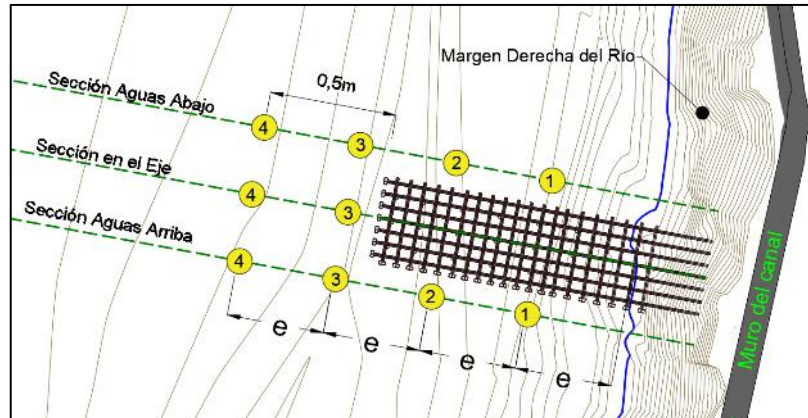 Margen Derecha del Río
0,5m
Sección Aguas Abajo
4
3
2
1
Sección en el Eje
4
3
Sección Aguas Arriba
4
3
2
1
e
e
e
e
Muro del canal